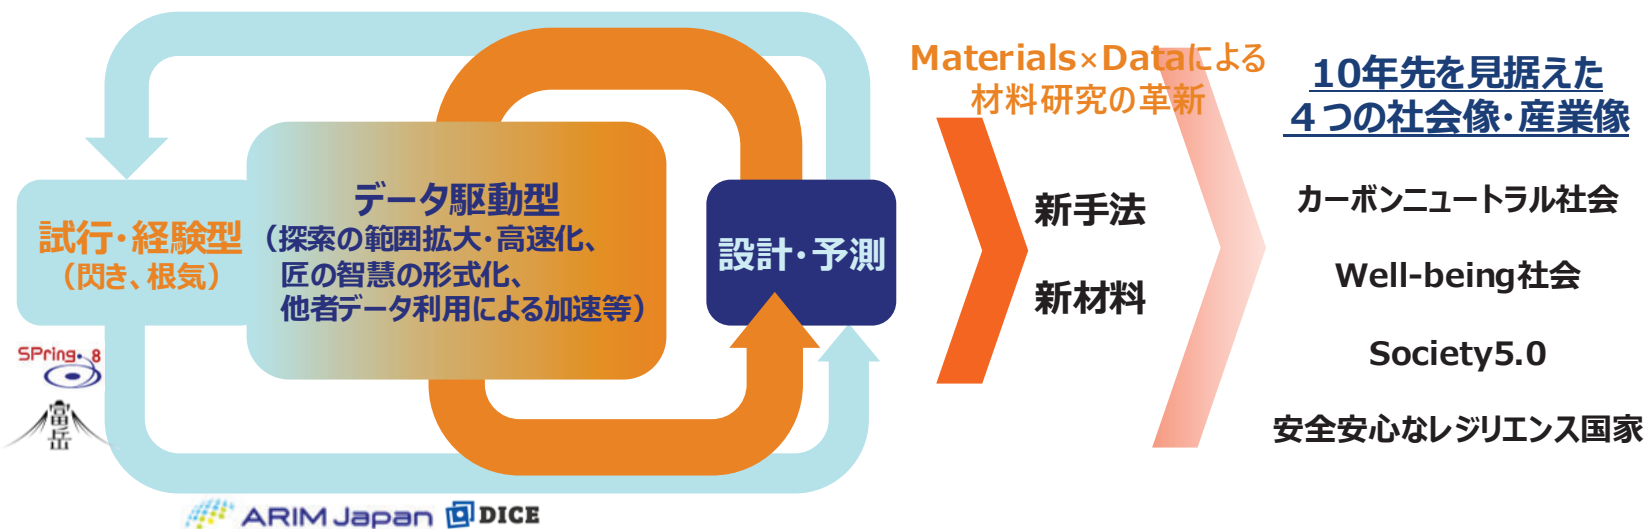 試行・経験型
（閃き、根気）
データ駆動型
（探索の範囲拡大・高速化、
匠の智慧の形式化、
他者データ利用による加速等）
設計・予測
SPring-8
富岳
ARIM Japan
DICE
Materials×Dataによる
材料研究の革新
新手法
新材料
10年先を見据えた
４つの社会像・産業像
カーボンニュートラル社会
Well-being社会
Society5.0
安全安心なレジリエンス国家